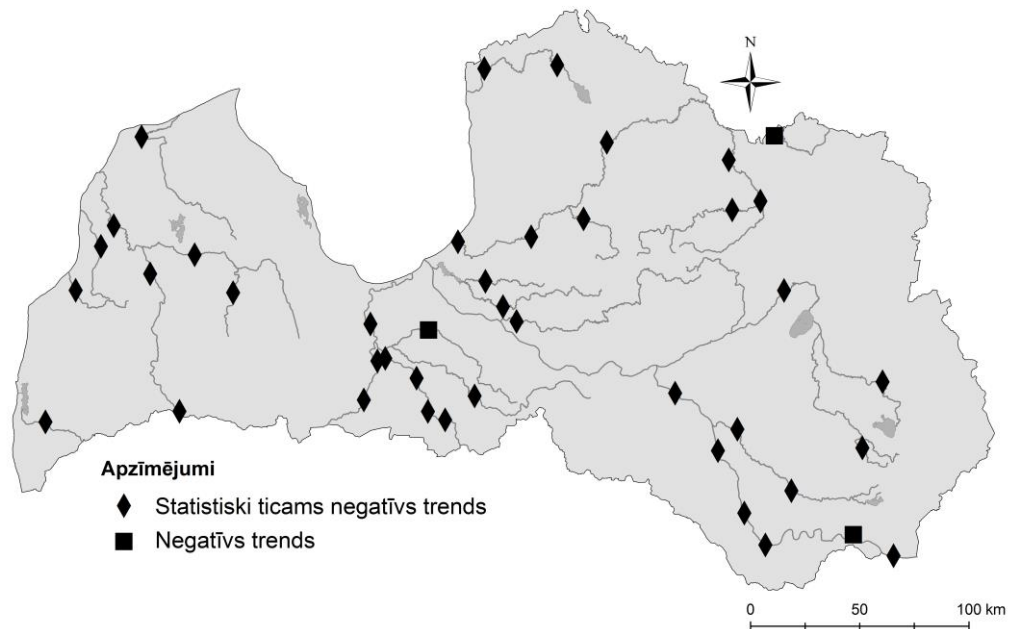 N
Apzīmējumi
Statistiski ticams negatīvs trends
Negatīvs trends
0 50 100 km